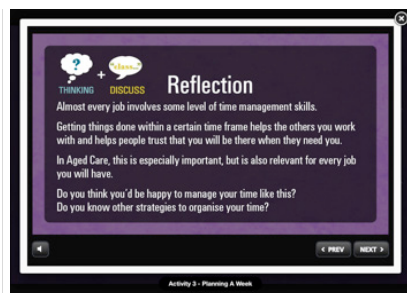 ?
"class..."
+
THINKING DISCUSS
Reflection
Almost every job involves some level of time management skills.
Getting things done within a certain time frame helps the others you work
with and helps people trust that you will be there when they need you.
In Aged Care, this is especially important, but is also relevant for every job
you will have.
Do you think you'd be happy to manage your time like this?
Do you know other strategies to organise your time?
< PREV NEXT >
Activity 3 - Planning A Week